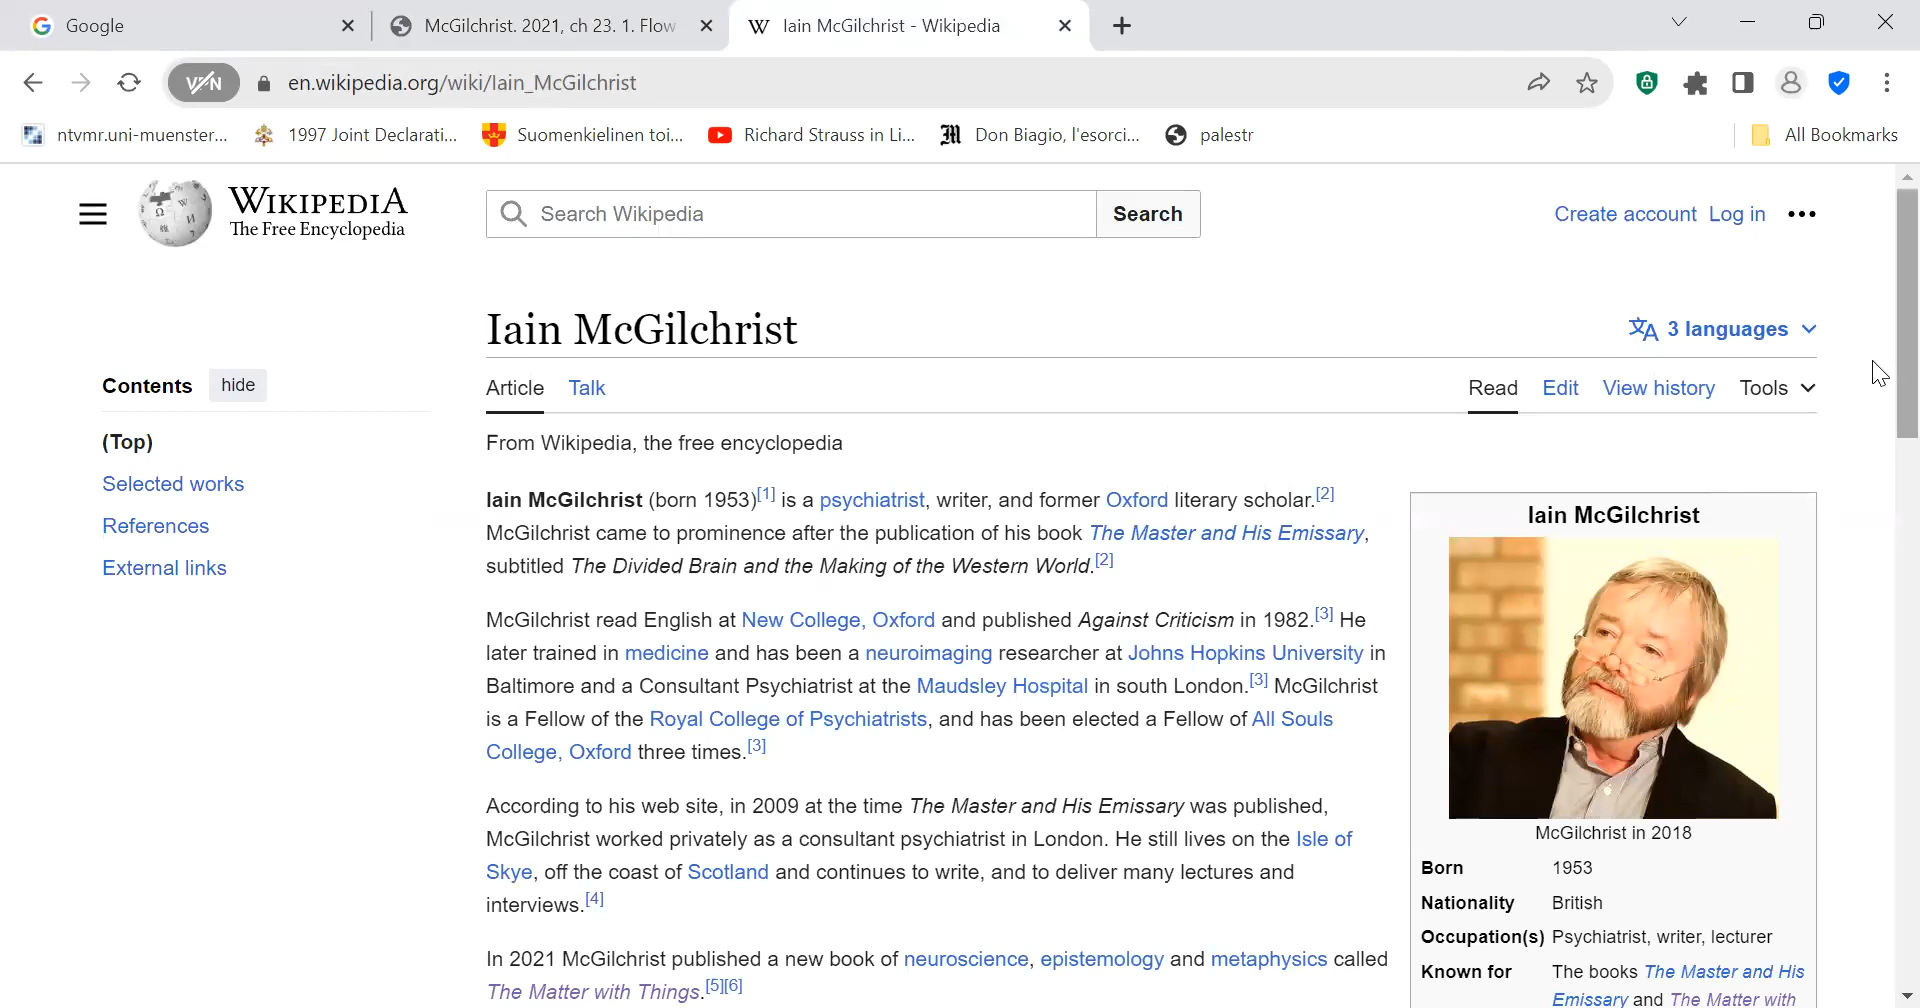 Google
McGilchrist. 2021, ch 23. 1. Flow
Iain McGilchrist - Wikipedia
VPN
en.wikipedia.org/wiki/Iain_McGilchrist
ntvmr.uni-muenster...
1997 Joint Declarati...
Suomenkielinen toi...
Richard Strauss in Li...
Don Biagio, l'esorci...
palestr
All Bookmarks
WIKIPEDIA
The Free Encyclopedia
Search Wikipedia
Search
Create account Log in
Iain McGilchrist
3 languages
Contents hide
(Top)
Selected works
References
External links
Article Talk
Read Edit View history Tools
From Wikipedia, the free encyclopedia
Iain McGilchrist (born 1953)[1] is a psychiatrist, writer, and former Oxford literary scholar.[2]
McGilchrist came to prominence after the publication of his book The Master and His Emissary,
subtitled The Divided Brain and the Making of the Western World.[2]
McGilchrist read English at New College, Oxford and published Against Criticism in 1982.[3] He
later trained in medicine and has been a neuroimaging researcher at Johns Hopkins University in
Baltimore and a Consultant Psychiatrist at the Maudsley Hospital in south London.[3] McGilchrist
is a Fellow of the Royal College of Psychiatrists, and has been elected a Fellow of All Souls
College, Oxford three times.[3]
According to his web site, in 2009 at the time The Master and His Emissary was published,
McGilchrist worked privately as a consultant psychiatrist in London. He still lives on the Isle of
Skye, off the coast of Scotland and continues to write, and to deliver many lectures and
interviews.[4]
In 2021 McGilchrist published a new book of neuroscience, epistemology and metaphysics called
The Matter with Things.[5][6]
Iain McGilchrist
McGilchrist in 2018
Born 1953
Nationality British
Occupation(s) Psychiatrist, writer, lecturer
Known for The books The Master and His
Emissary and The Matter with